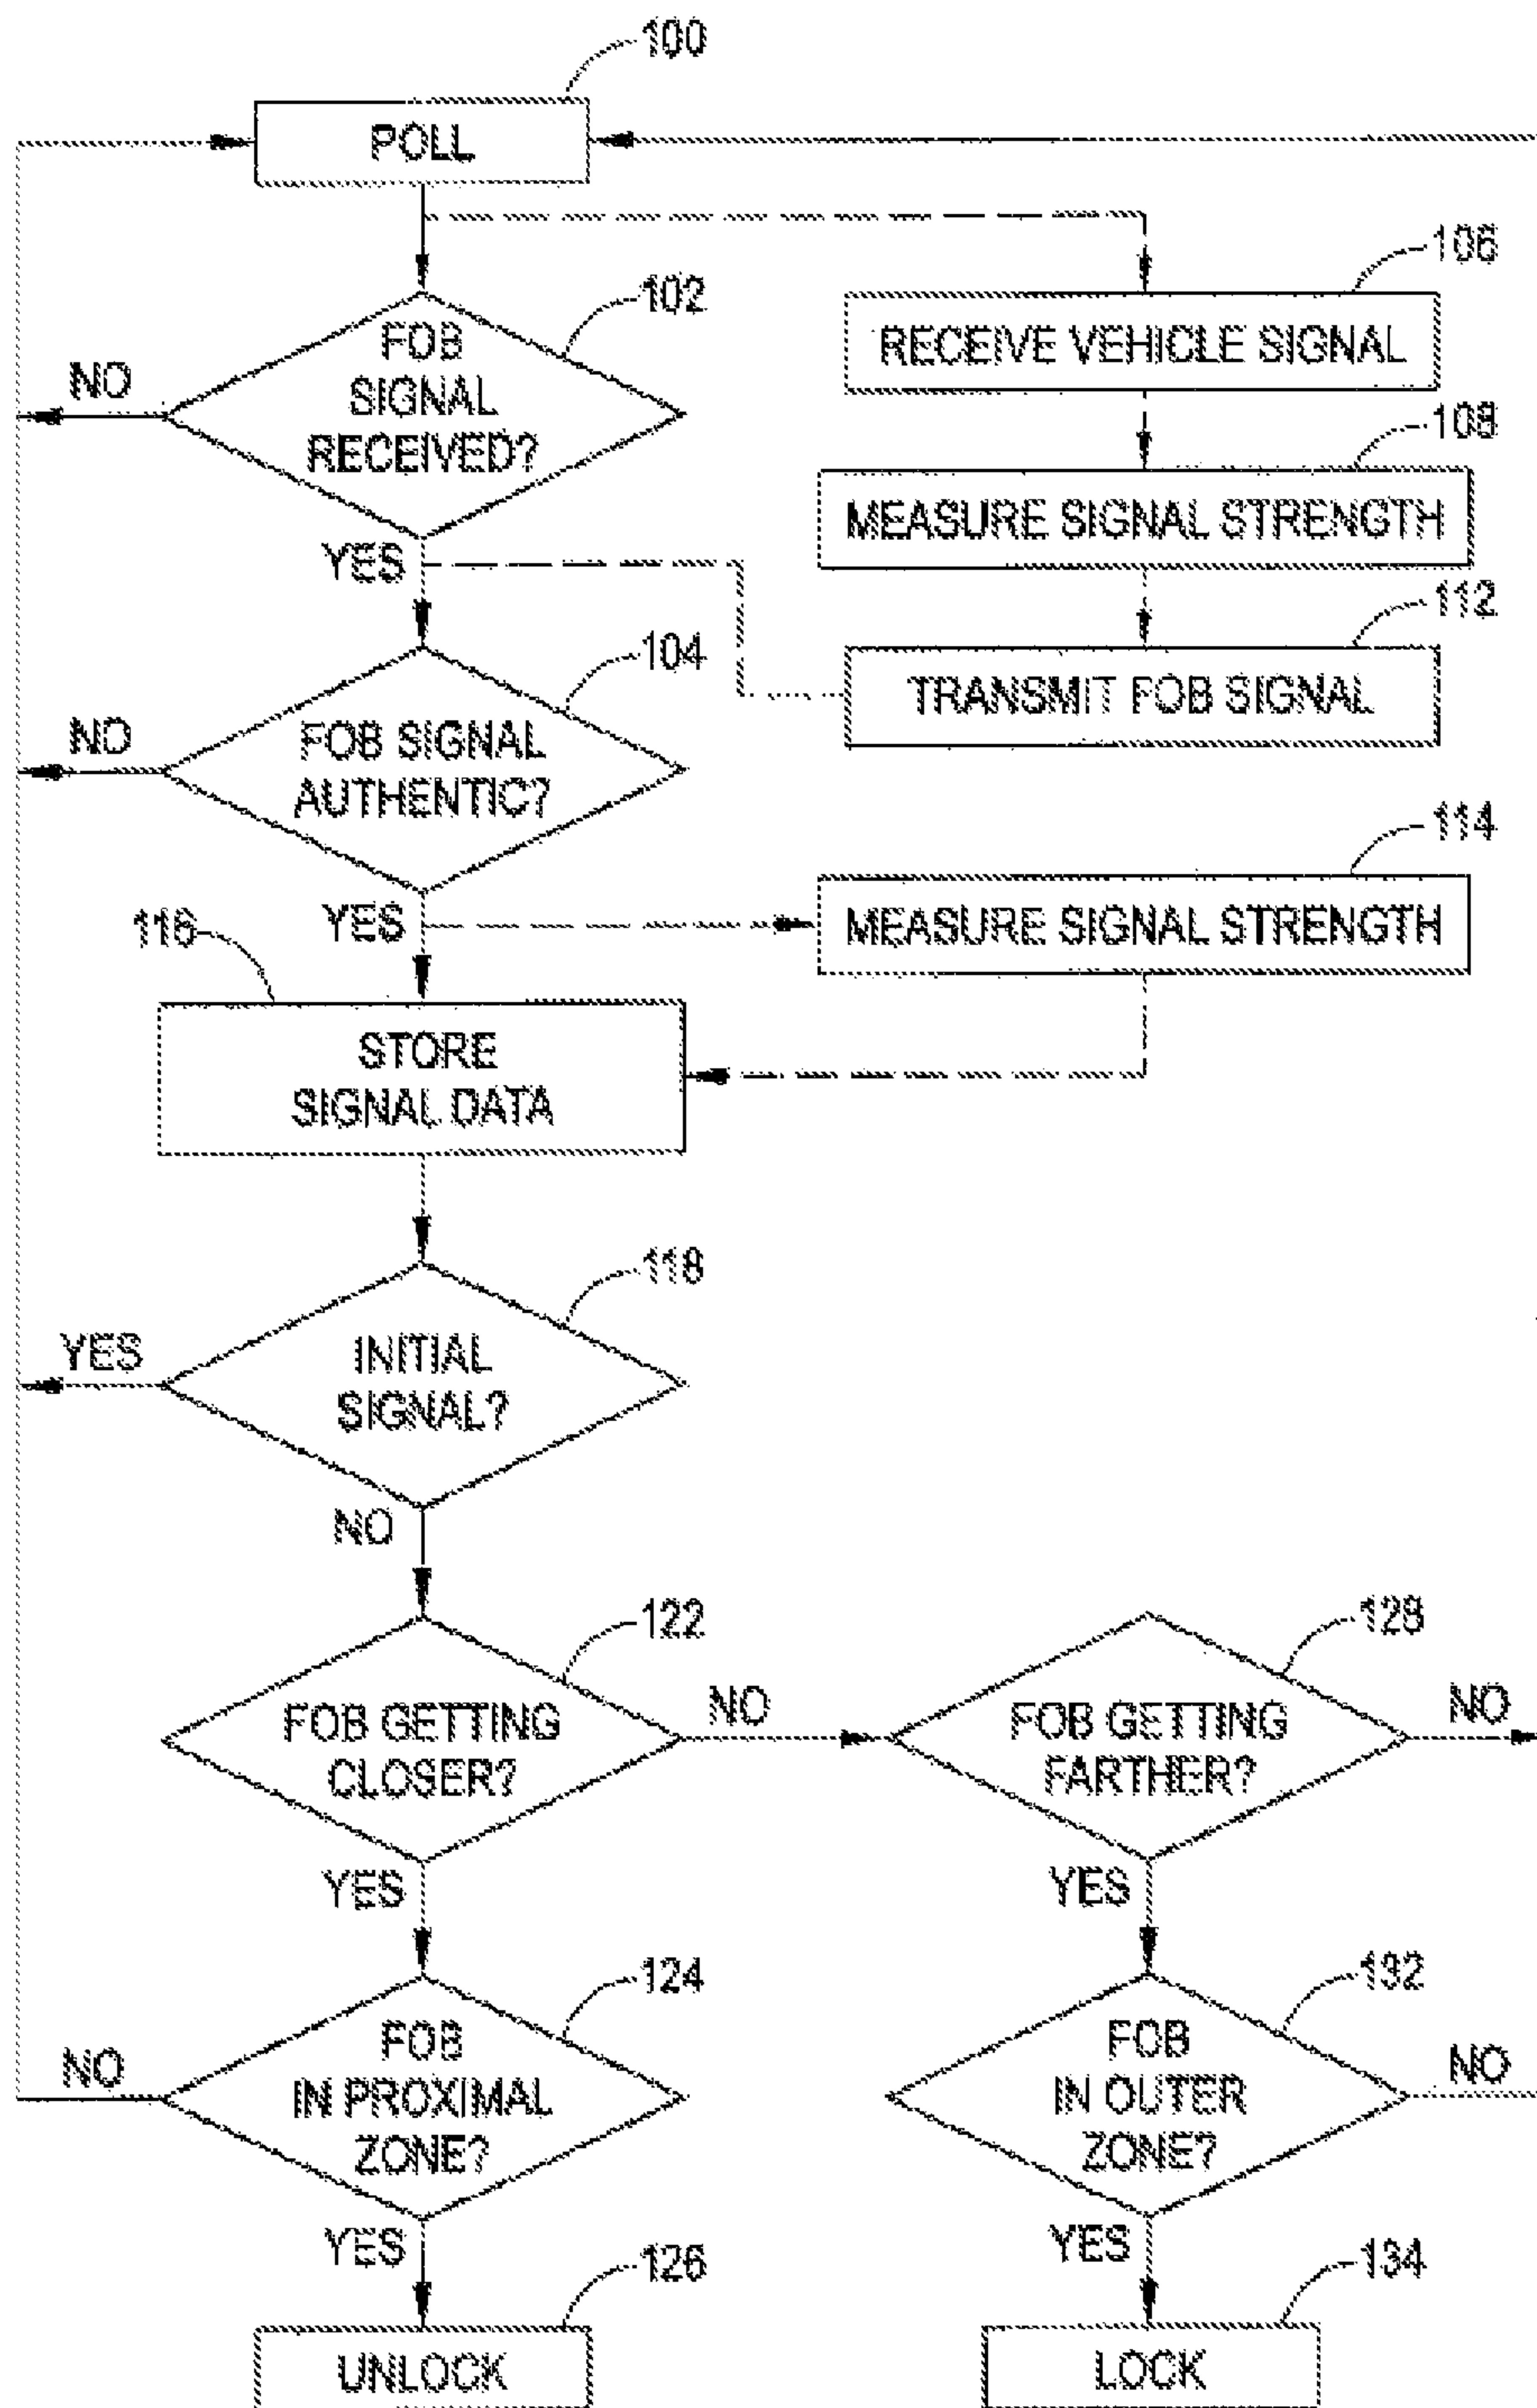 100
POLL
102
FOB
SIGNAL
RECEIVED?
NO
YES
106
RECEIVE VEHICLE SIGNAL
108
MEASURE SIGNAL STRENGTH
112
TRANSMIT FOB SIGNAL
104
FOB SIGNAL
AUTHENTIC?
NO
YES
114
MEASURE SIGNAL STRENGTH
116
STORE
SIGNAL DATA
118
INITIAL
SIGNAL?
YES
NO
122
FOB GETTING
CLOSER?
NO
YES
128
FOB GETTING
FARTHER?
NO
YES
124
FOB
IN PROXIMAL
ZONE?
NO
YES
132
FOB
IN OUTER
ZONE?
NO
YES
126
UNLOCK
134
LOCK